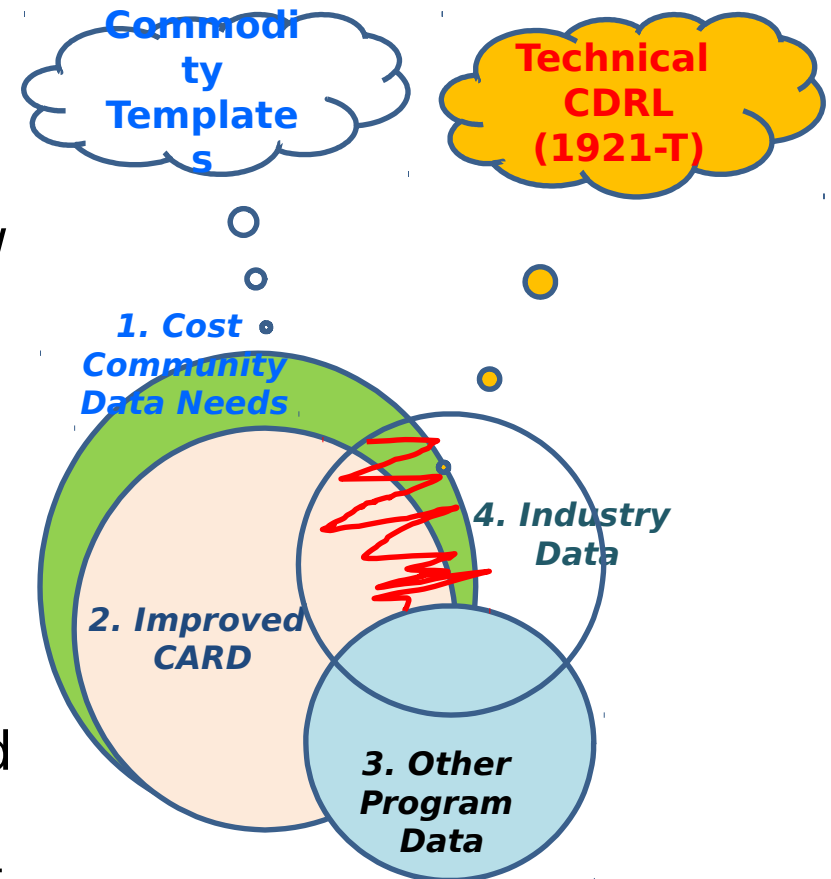 Commodi
ty
Template
s
Technical
CDRL
(1921-T)
1. Cost
Community
Data Needs
4. Industry
Data
2. Improved
CARD
3. Other
Program
Data